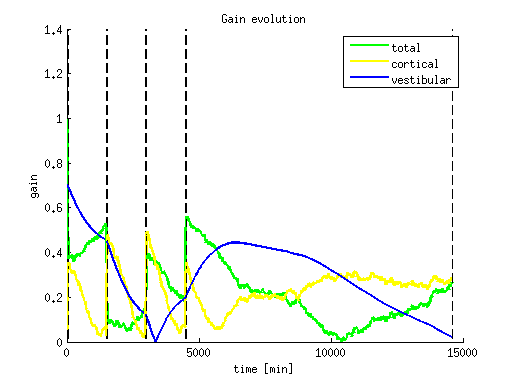 Gain evolution
1.4
1.2
1
0.8
0.6
0.4
0.2
0
gain
total
cortical
vestibular
0 5000 10000 15000
time [min]